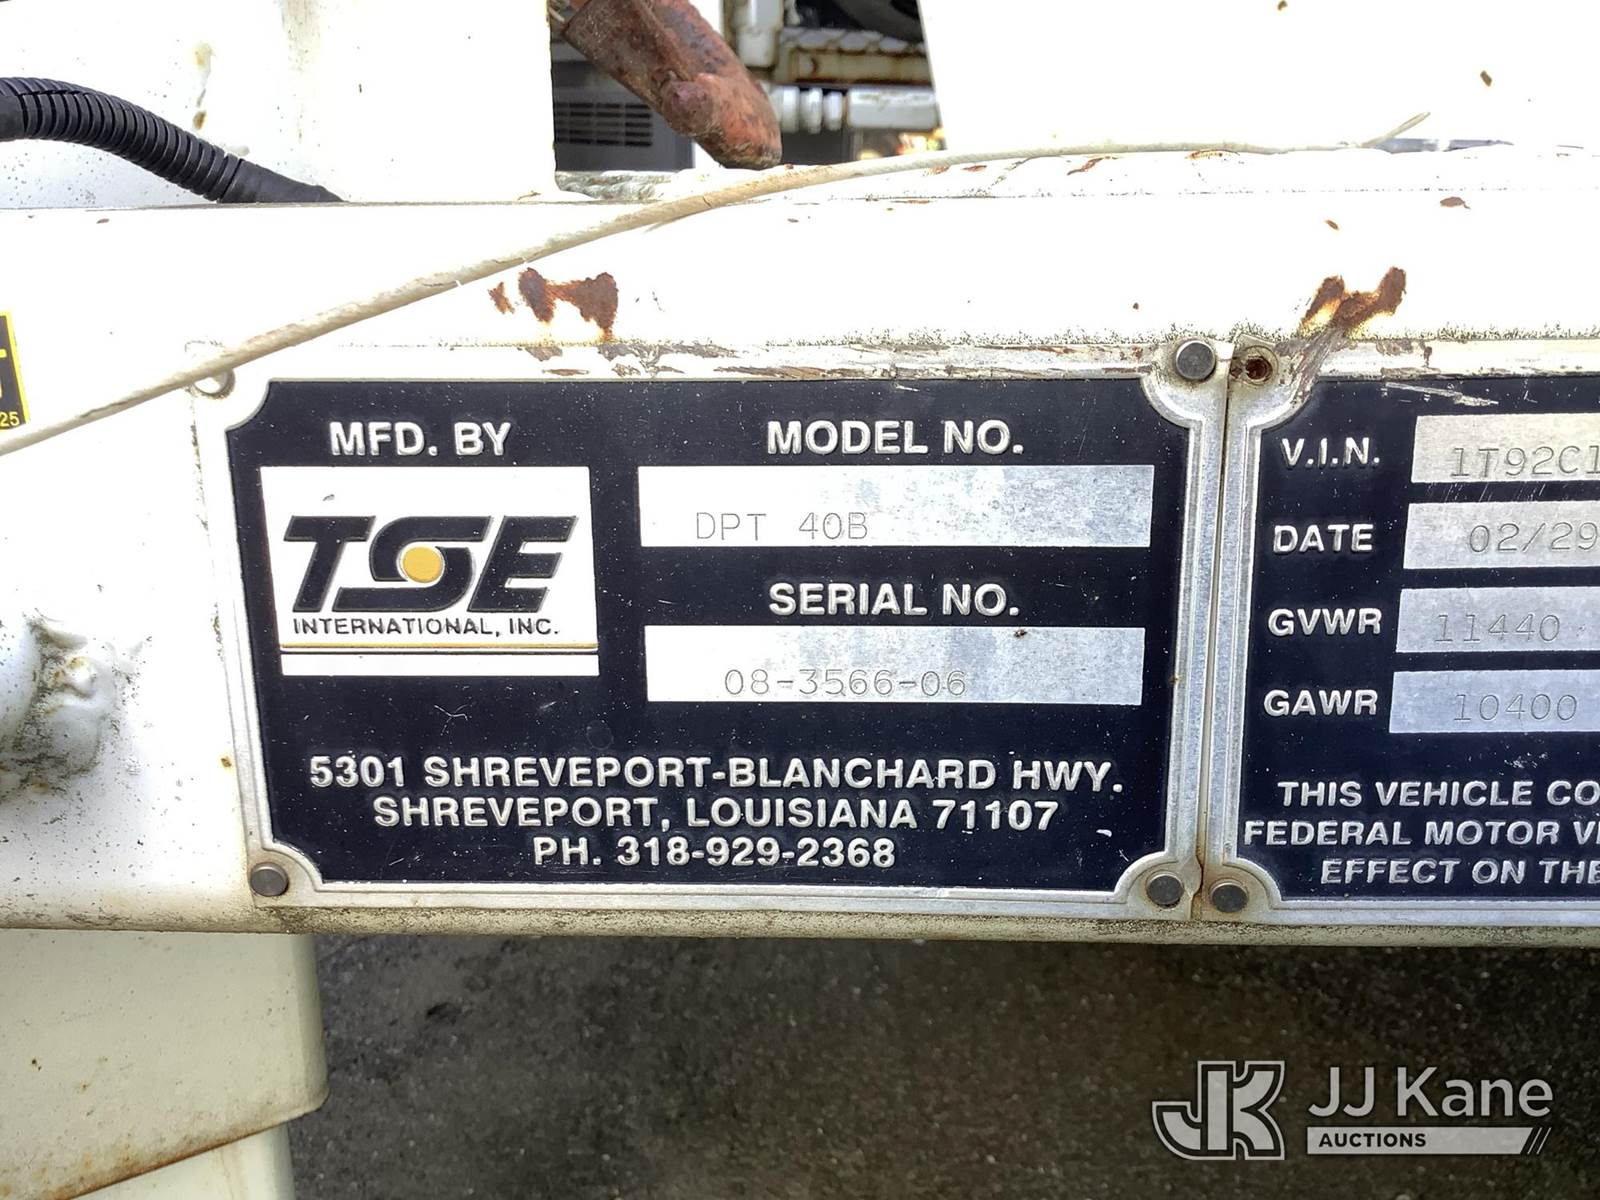 25
MFD. BY
TSE
INTERNATIONAL, INC.
MODEL NO.
DPT 40B
SERIAL NO.
08-3566-06
5301 SHREVEPORT-BLANCHARD HWY.
SHREVEPORT, LOUISIANA 71107
PH. 318-929-2368
V.I.N. 1T92C1
DATE 02/29
GVWR 11440
GAWR 10400
THIS VEHICLE CO
FEDERAL MOTOR V
EFFECT ON THE
JK JJ Kane
AUCTIONS